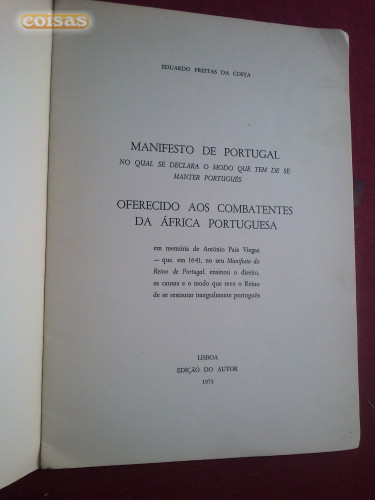 coisas
EDUARDO FREITAS DA COSTA
MANIFESTO DE PORTUGAL
NO QUAL SE DECLARA O MODO QUE TEM DE SE
MANTER PORTUGUÊS
OFERECIDO AOS COMBATENTES
DA ÁFRICA PORTUGUESA
em memória de António Pais Viegas
— que, em 1641, no seu Manifesto do
Reino de Portugal, ensinou o direito,
as causas e o modo que teve o Reino
de se restaurar integralmente português
LISBOA
EDIÇÃO DO AUTOR
1973